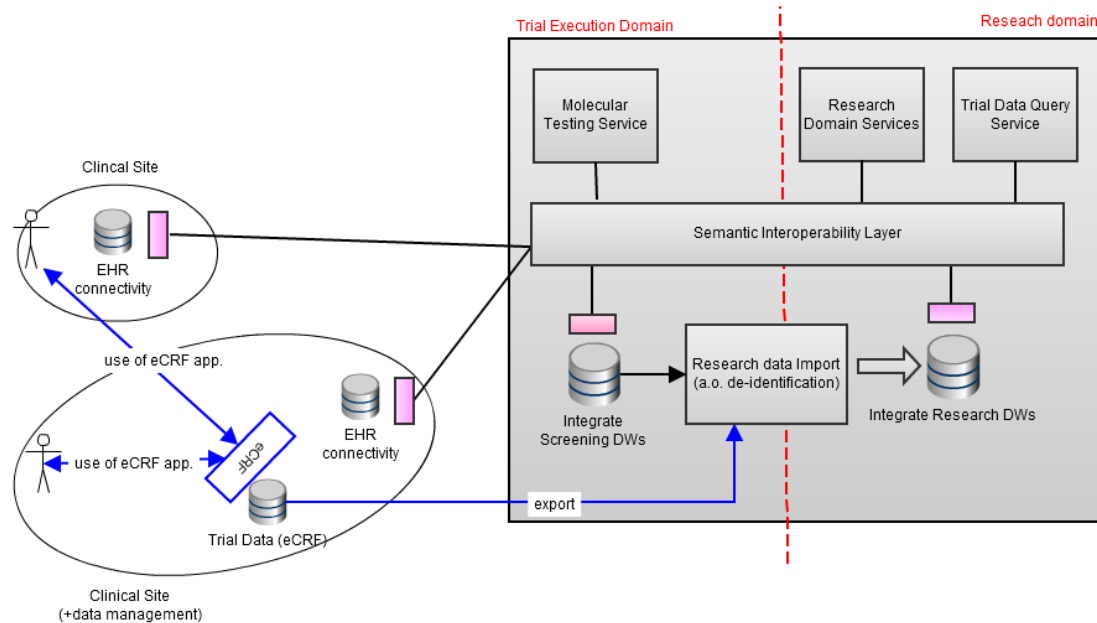 Trial Execution Domain
Reseach domain
Molecular
Testing Service
Research
Domain Services
Trial Data Query
Service
Clincal Site
EHR
connectivity
Semantic Interoperability Layer
use of eCRF app.
Research data Import
(a.o. de-identification)
Integrate
Screening DWs
Integrate Research DWs
EHR
connectivity
use of eCRF app.
eCRF
export
Trial Data (eCRF)
Clinical Site
(+data management)